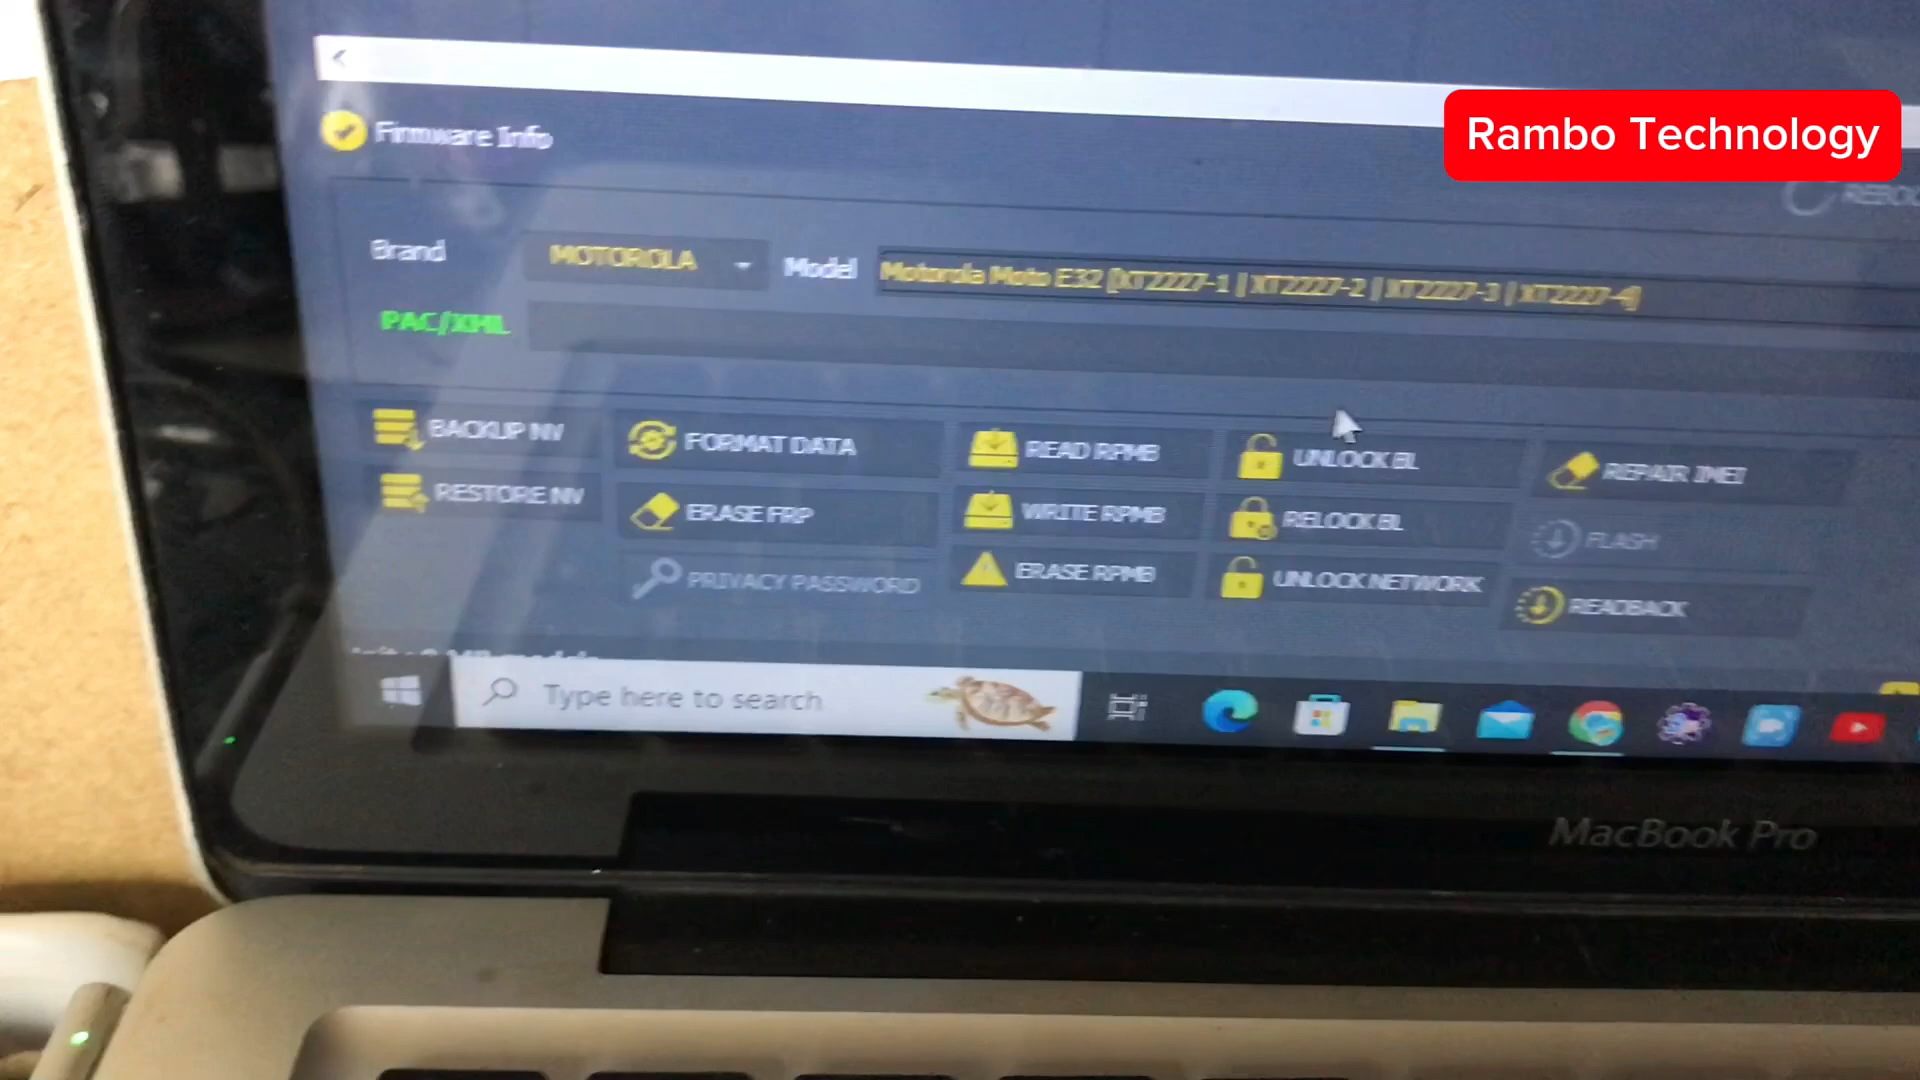 Rambo Technology
Firmware Info
REBOO
Brand MOTOROLA Model Motorola Moto E32 [XT2227-1 | XT2227-2 | XT2227-3 | XT2227-4]
PAC/XML
BACKUP NV FORMAT DATA READ RPMB UNLOCK BL REPAIR IMEI
RESTORE NV ERASE FRP WRITE RPMB RELOCK BL FLASH
PRIVACY PASSWORD ERASE RPMB UNLOCK NETWORK READBACK
Type here to search
MacBook Pro